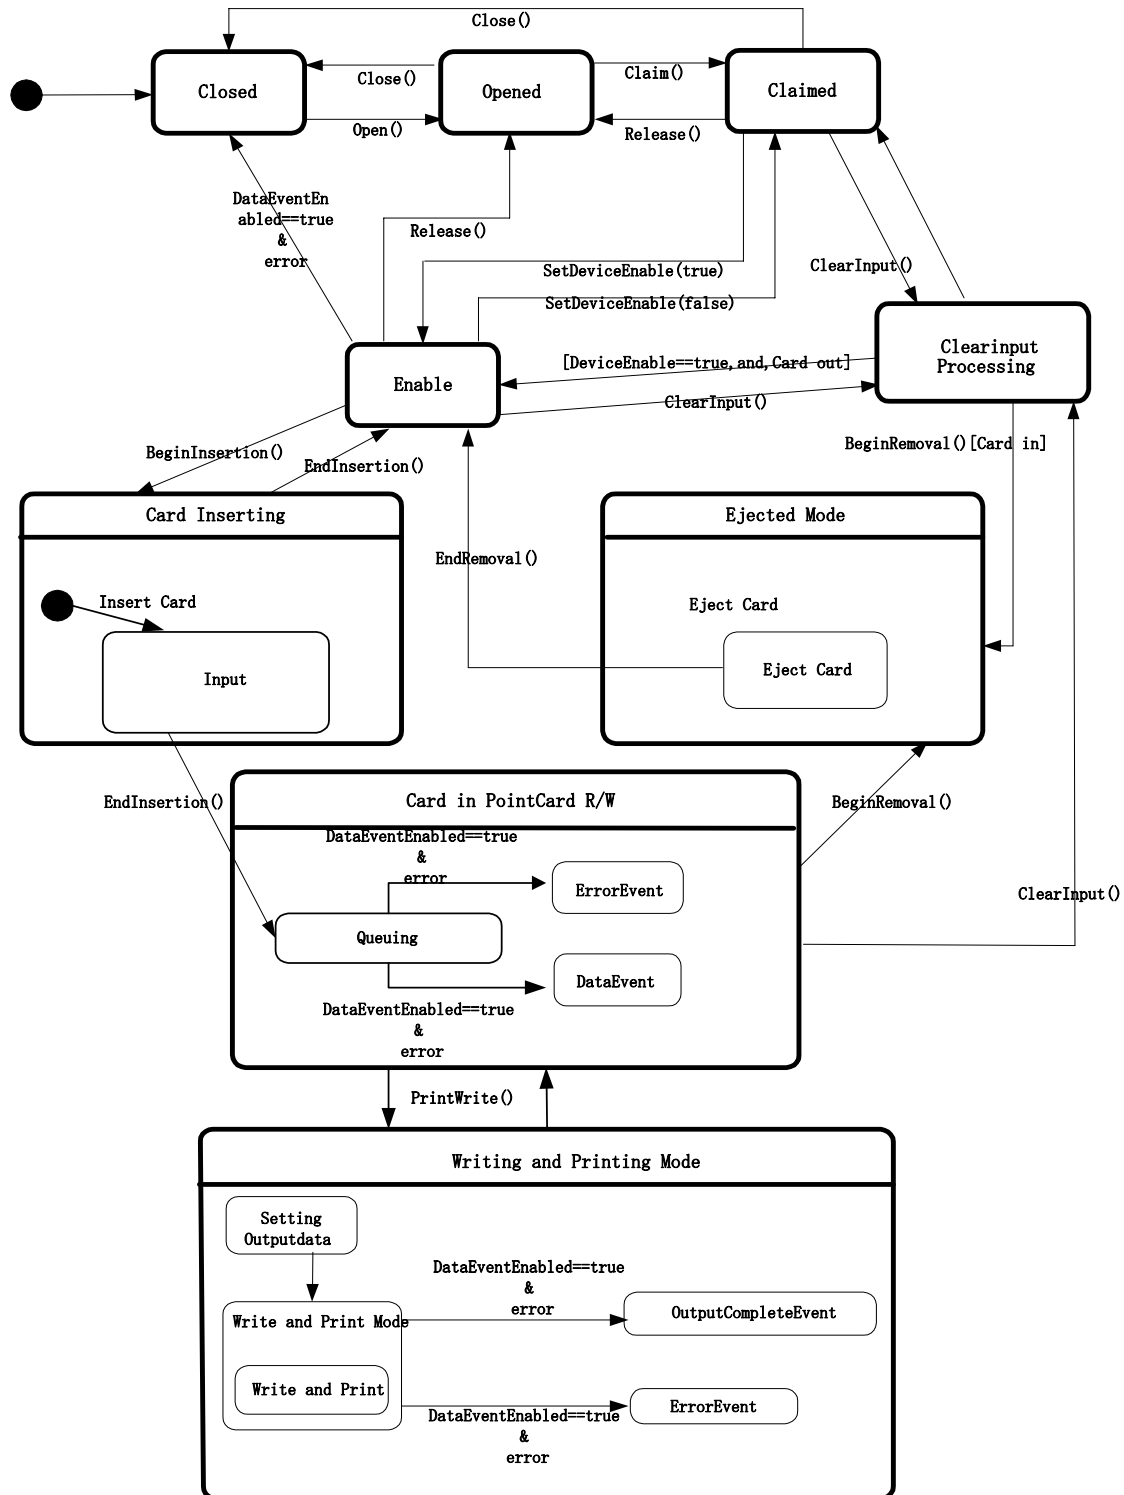 Close()
Closed
Close()
Open()
Opened
Claim()
Release()
Claimed
DataEventEn
abled==true
&
error
Release()
SetDeviceEnable(true)
SetDeviceEnable(false)
ClearInput()
Enable
[DeviceEnable==true,and,Card out]
ClearInput()
Clearinput
Processing
BeginInsertion()
EndInsertion()
BeginRemoval()[Card in]
Card Inserting
Insert Card
Input
EndRemoval()
Ejected Mode
Eject Card
Eject Card
EndInsertion()
Card in PointCard R/W
DataEventEnabled==true
&
error
ErrorEvent
Queuing
DataEvent
DataEventEnabled==true
&
error
BeginRemoval()
ClearInput()
PrintWrite()
Writing and Printing Mode
Setting
Outputdata
DataEventEnabled==true
&
error
OutputCompleteEvent
Write and Print Mode
Write and Print
ErrorEvent
DataEventEnabled==true
&
error